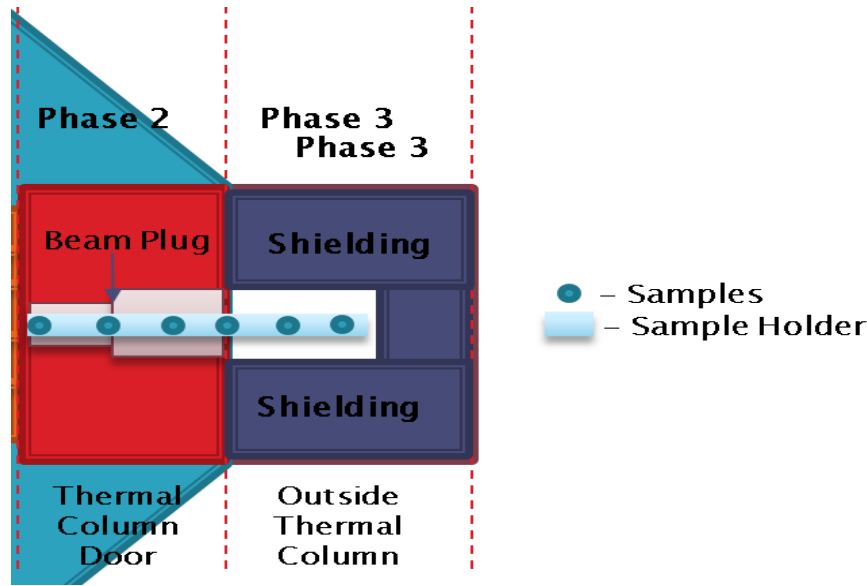 Phase 2
Phase 3
Phase 3
Beam Plug
Shielding
– Samples
– Sample Holder
Shielding
Thermal
Column
Door
Outside
Thermal
Column